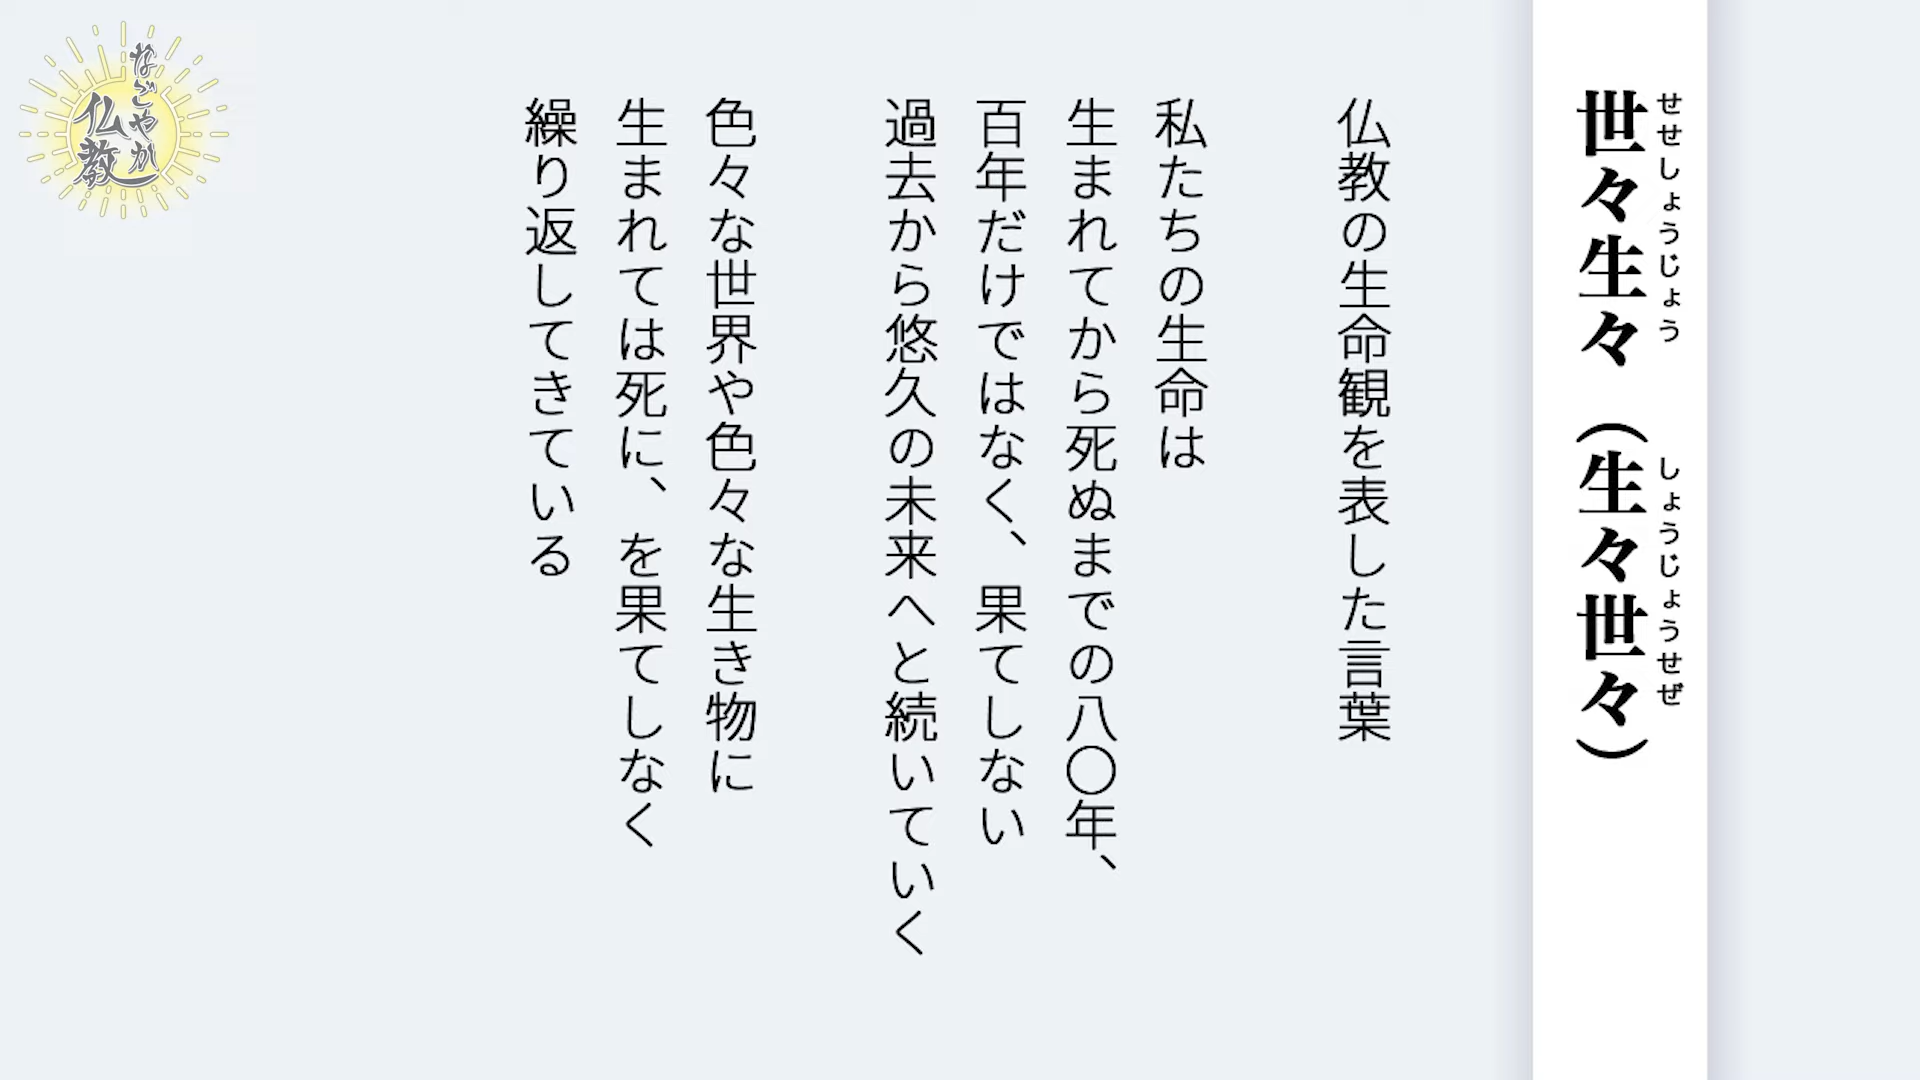 世々生々（生々世々）
せせしょうじょう しょうじょうせぜ
仏教の生命観を表した言葉
私たちの生命は
生まれてから死ぬまでの八〇年、
百年だけではなく、果てしない
過去から悠久の未来へと続いていく
色々な世界や色々な生き物に
生まれては死に、を果てしなく
繰り返してきている
なごやか
仏教